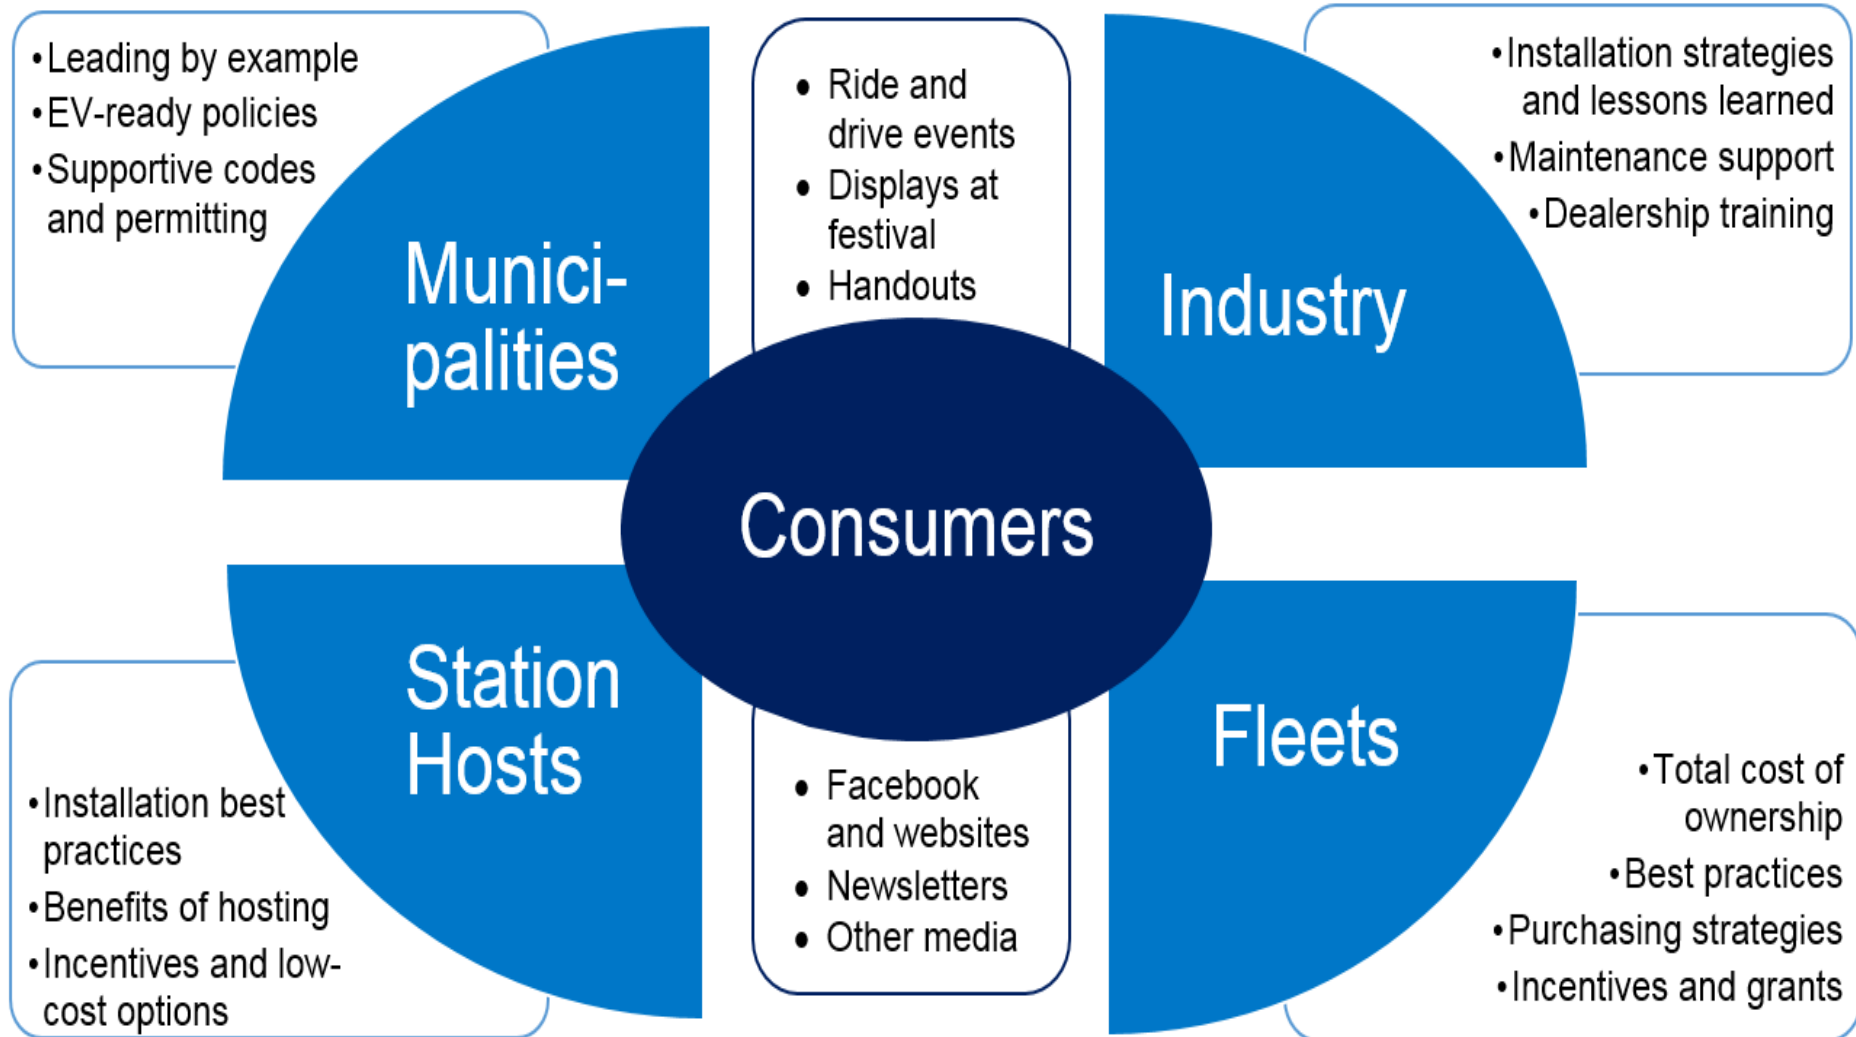 •Leading by example
•EV-ready policies
•Supportive codes
and permitting
Munici-
palities
• Ride and
drive events
• Displays at
festival
• Handouts
•Installation strategies
and lessons learned
•Maintenance support
•Dealership training
Industry
Consumers
Station
Hosts
•Installation best
practices
•Benefits of hosting
•Incentives and low-
cost options
• Facebook
and websites
• Newsletters
• Other media
Fleets
•Total cost of
ownership
•Best practices
•Purchasing strategies
•Incentives and grants